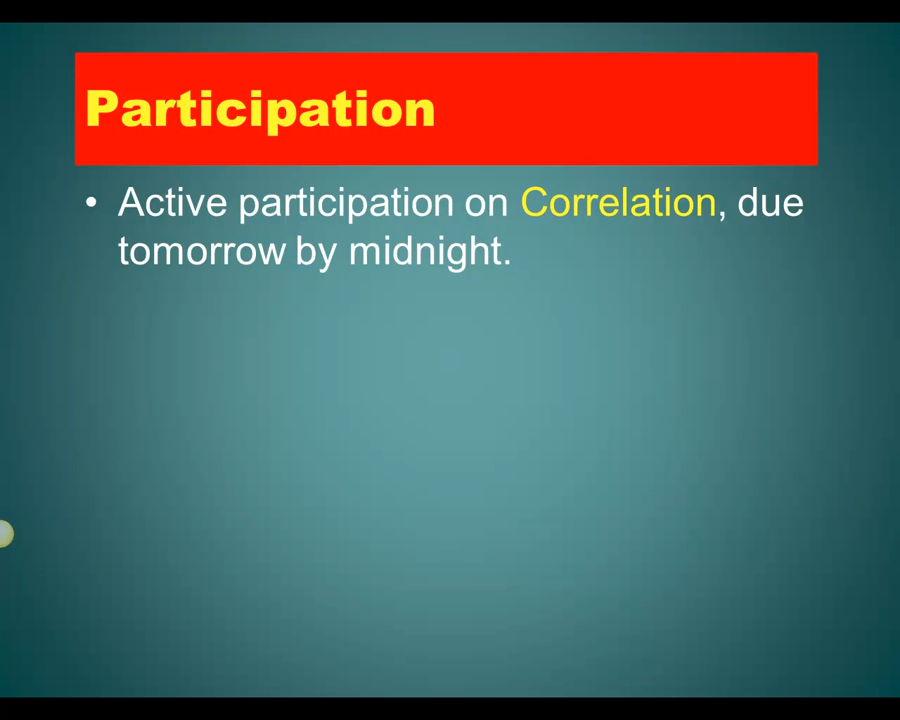 Participation
• Active participation on Correlation, due
tomorrow by midnight.